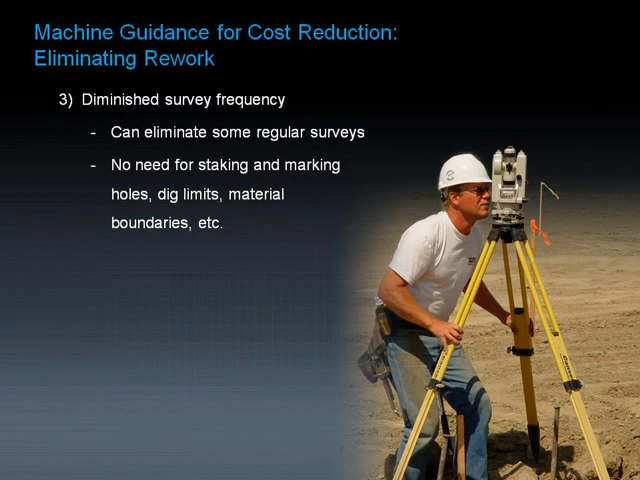 Machine Guidance for Cost Reduction:
Eliminating Rework
3) Diminished survey frequency
- Can eliminate some regular surveys
- No need for staking and marking
holes, dig limits, material
boundaries, etc.